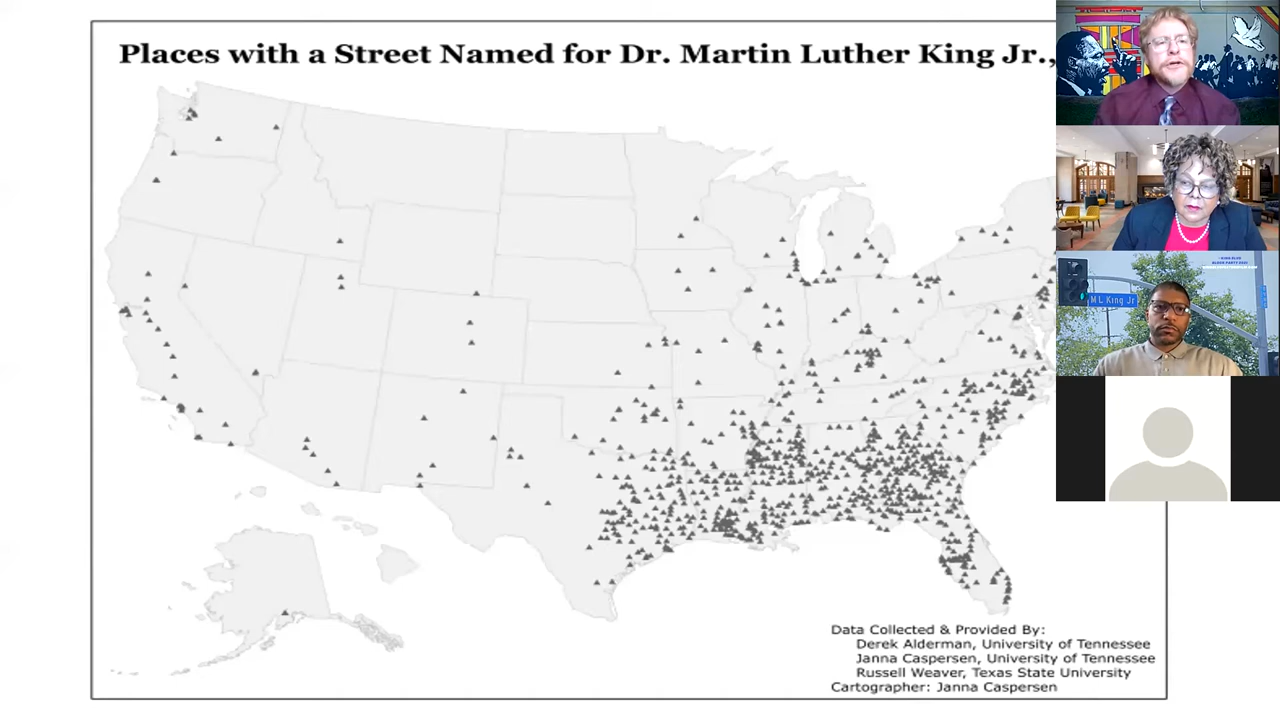 Places with a Street Named for Dr. Martin Luther King Jr.,
M L King Jr
Data Collected & Provided By:
Derek Alderman, University of Tennessee
Janna Caspersen, University of Tennessee
Russell Weaver, Texas State University
Cartographer: Janna Caspersen